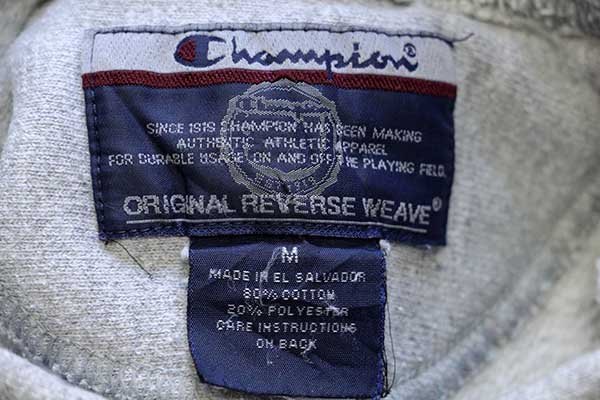 Champion®
SINCE 1919 CHAMPION HAS BEEN MAKING
AUTHENTIC ATHLETIC APPAREL
FOR DURABLE USAGE ON AND OFF THE PLAYING FIELD.
ORIGINAL REVERSE WEAVE®
M
MADE IN EL SALVADOR
80% COTTON
20% POLYESTER
CARE INSTRUCTIONS
ON BACK